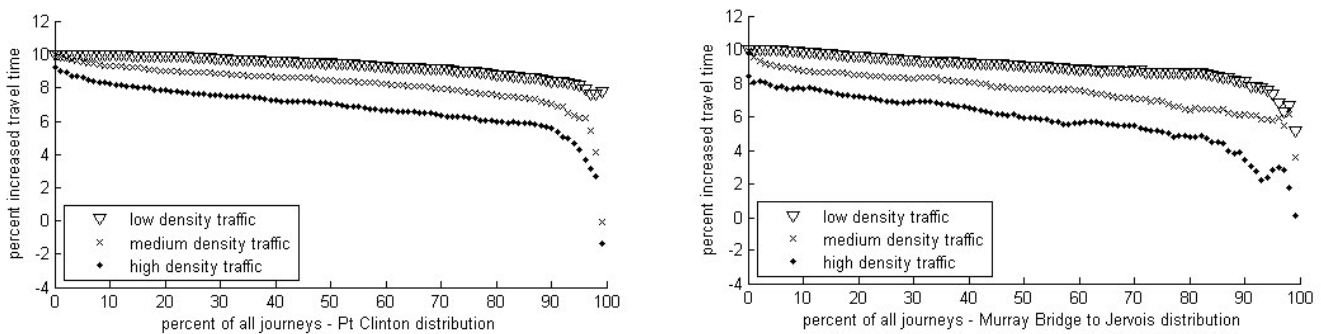 percent increased travel time
12
10
8
6
4
2
0
-2
-4
low density traffic
medium density traffic
high density traffic
0 10 20 30 40 50 60 70 80 90 100
percent of all journeys - Pt Clinton distribution
percent increased travel time
12
10
8
6
4
2
0
-2
-4
low density traffic
medium density traffic
high density traffic
0 10 20 30 40 50 60 70 80 90 100
percent of all journeys - Murray Bridge to Jervois distribution